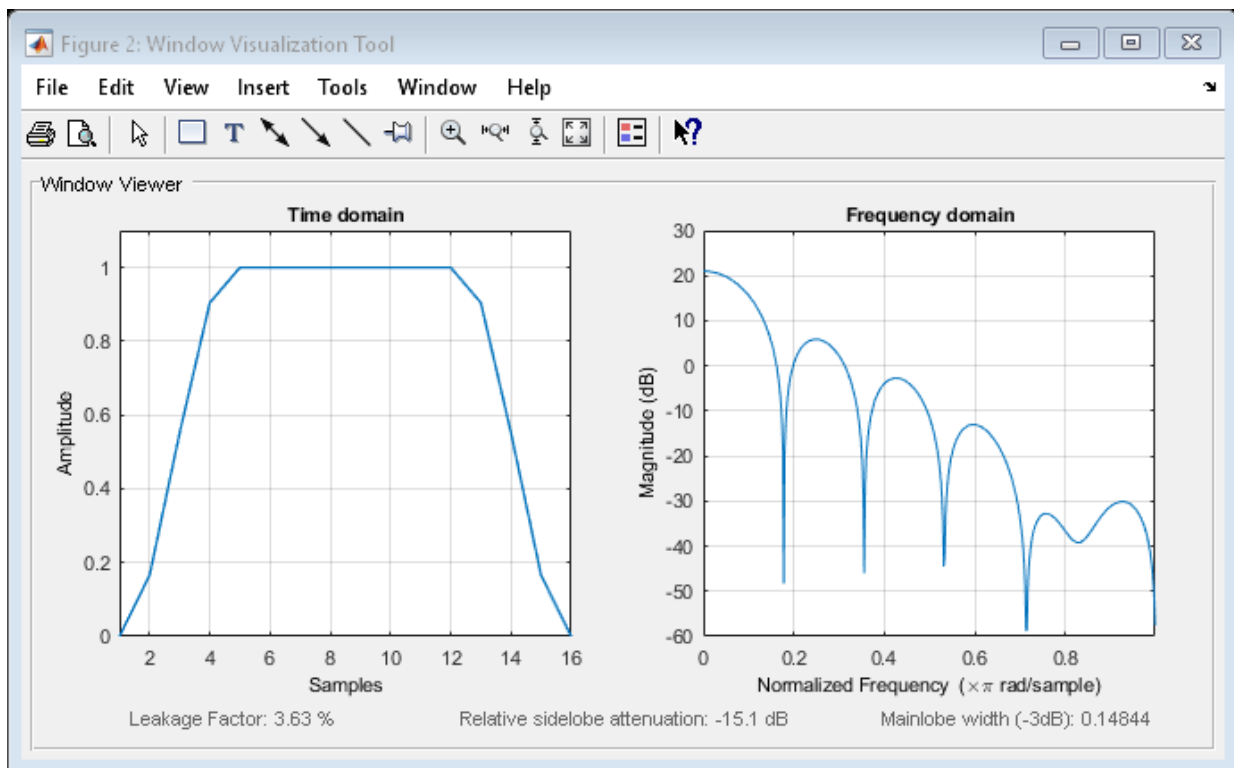 Figure 2: Window Visualization Tool
File Edit View Insert Tools Window Help
T
Window Viewer
Time domain
1
0.8
0.6
0.4
0.2
0
2 4 6 8 10 12 14 16
Amplitude
Samples
Frequency domain
30
20
10
0
-10
-20
-30
-40
-50
-60
0 0.2 0.4 0.6 0.8
Magnitude (dB)
Normalized Frequency (×π rad/sample)
Leakage Factor: 3.63 % Relative sidelobe attenuation: -15.1 dB Mainlobe width (-3dB): 0.14844